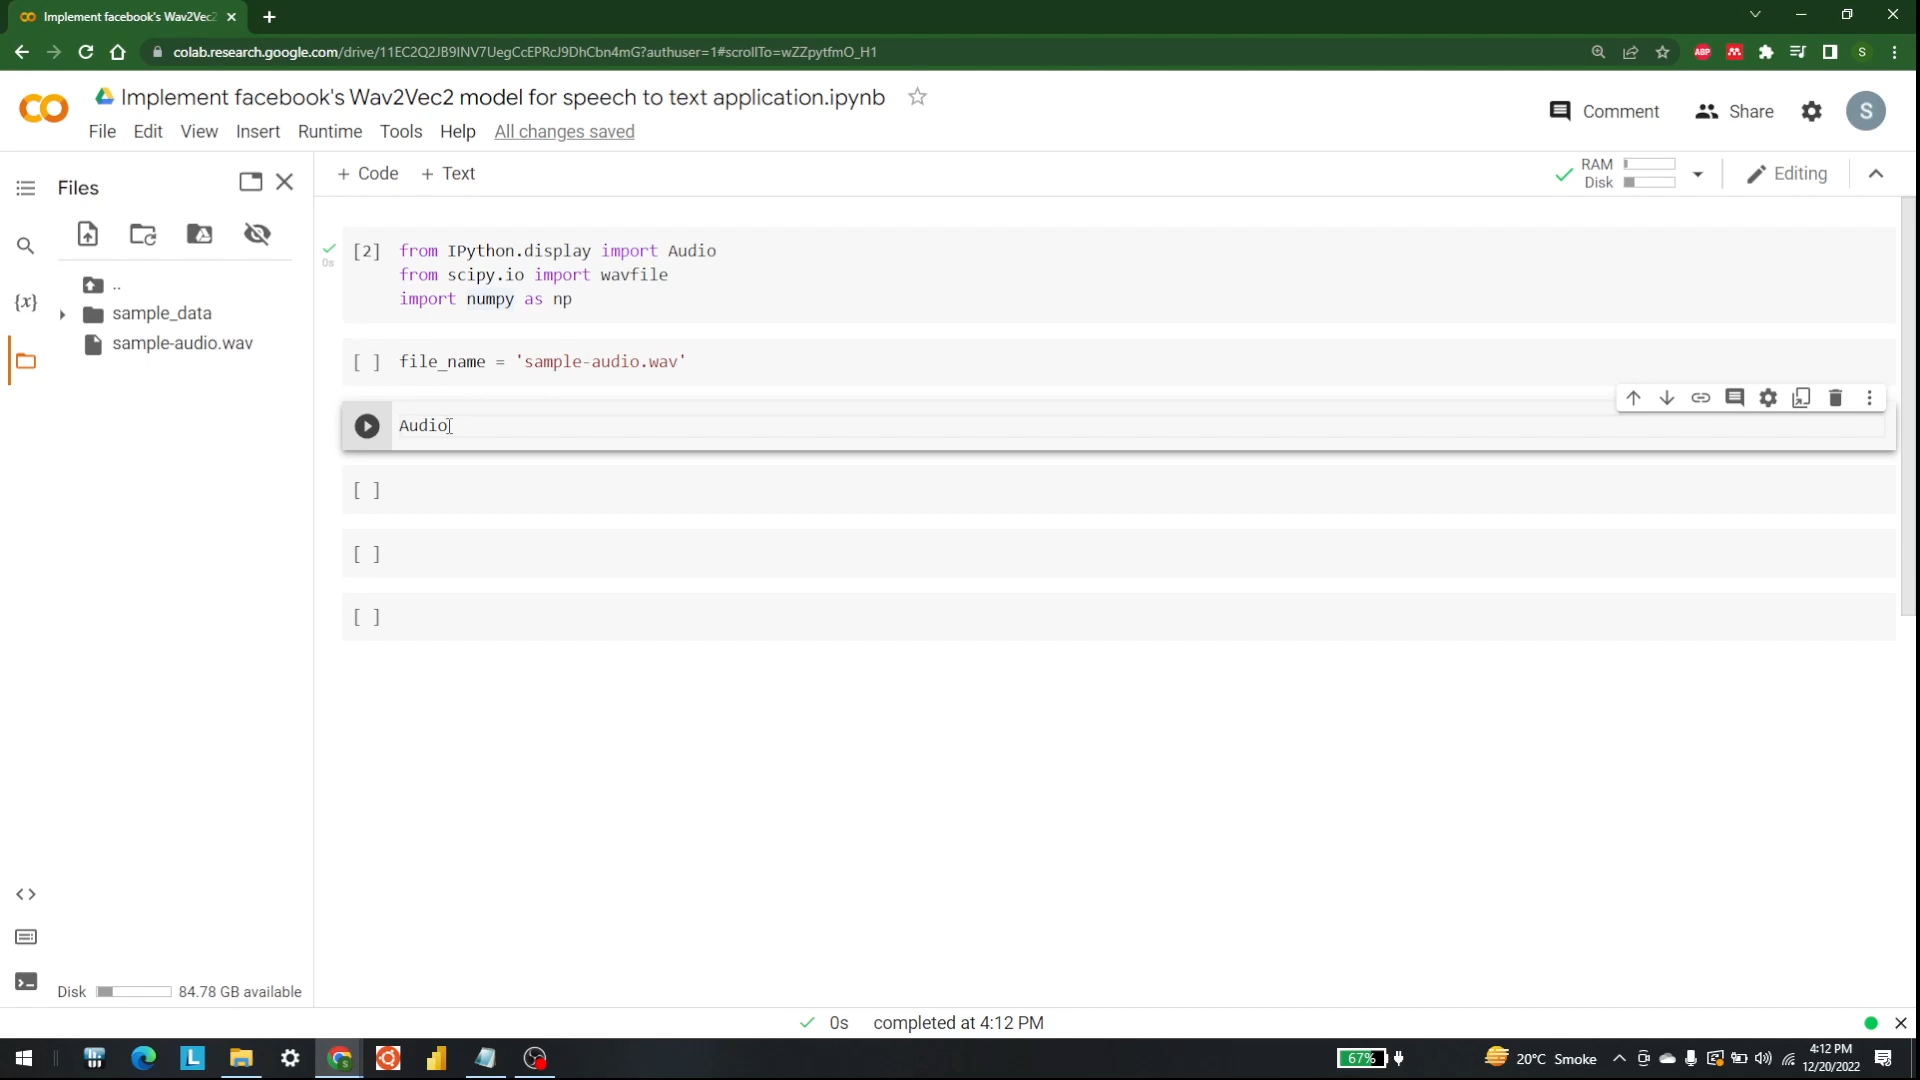 Implement facebook's Wav2Vec2
colab.research.google.com/drive/11EC2Q2JB9INV7UegCcEPRcJ9DhCbn4mG?authuser=1#scrollTo=wZZpytfmO_H1
ABP
S
Implement facebook's Wav2Vec2 model for speech to text application.ipynb
Comment
Share
S
File Edit View Insert Runtime Tools Help All changes saved
Files
+ Code + Text
RAM
Disk
Editing
..
sample_data
sample-audio.wav
{x}
[2] from IPython.display import Audio
0s from scipy.io import wavfile
import numpy as np
[ ] file_name = 'sample-audio.wav'
Audio
[ ]
[ ]
[ ]
Disk 84.78 GB available
0s completed at 4:12 PM
L
67%
20°C Smoke
4:12 PM
12/20/2022